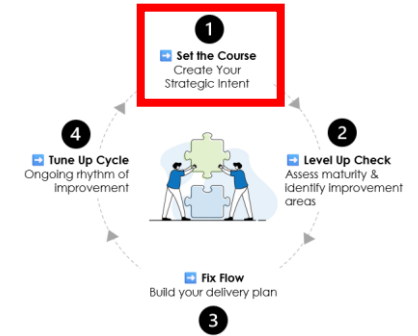 1
➡ Set the Course
Create Your
Strategic Intent
2
➡ Level Up Check
Assess maturity &
identify improvement
areas
➡ Fix Flow
Build your delivery plan
3
4
➡ Tune Up Cycle
Ongoing rhythm of
improvement